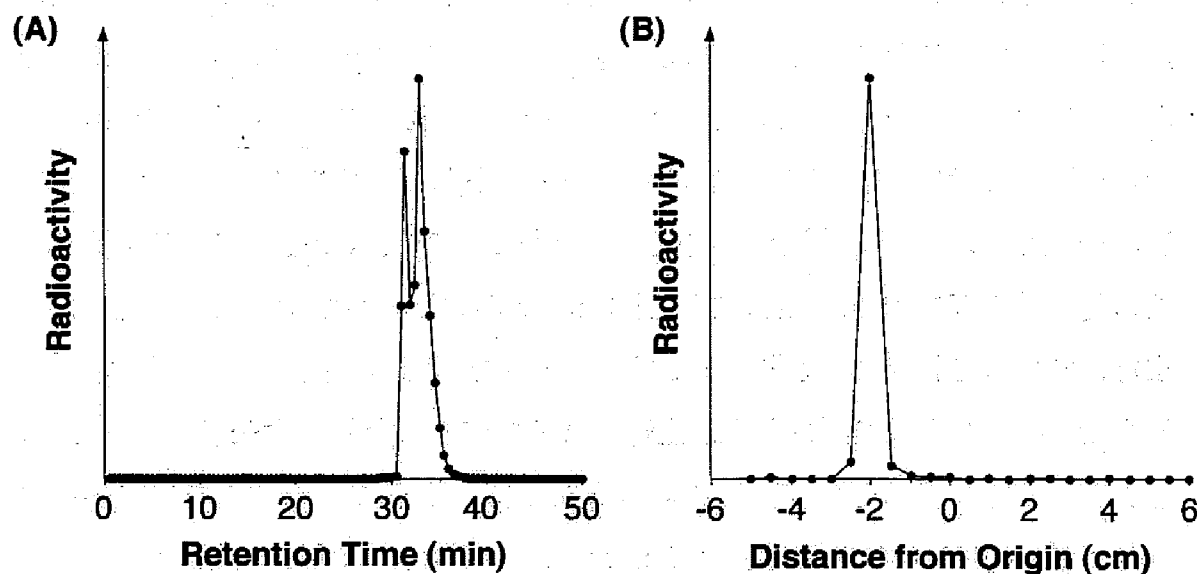 (A)
Radioactivity
0 10 20 30 40 50
Retention Time (min)
(B)
Radioactivity
-6 -4 -2 0 2 4 6
Distance from Origin (cm)